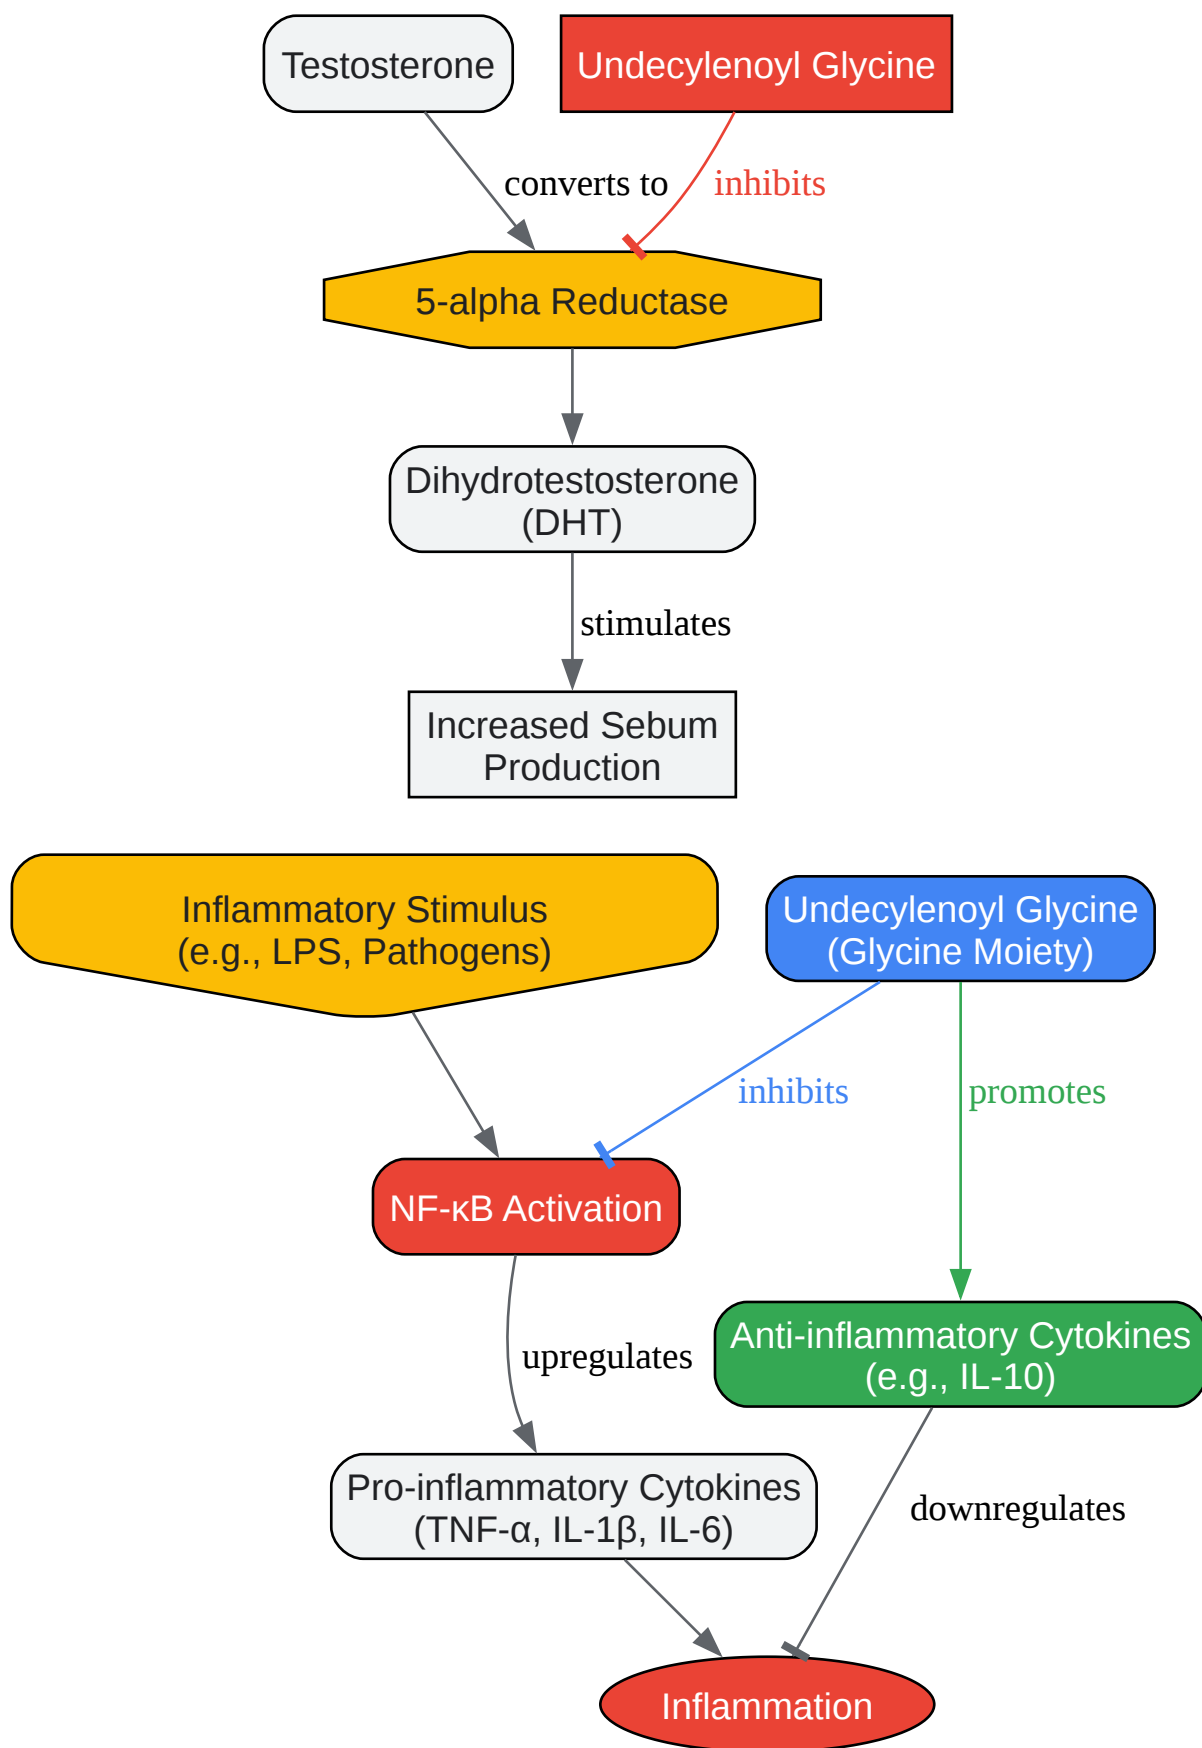 Testosterone
Undecylenoyl Glycine
converts to
inhibits
5-alpha Reductase
Dihydrotestosterone
(DHT)
stimulates
Increased Sebum
Production
Inflammatory Stimulus
(e.g., LPS, Pathogens)
Undecylenoyl Glycine
(Glycine Moiety)
inhibits
promotes
NF-κB Activation
Anti-inflammatory Cytokines
(e.g., IL-10)
upregulates
Pro-inflammatory Cytokines
(TNF-α, IL-1β, IL-6)
downregulates
Inflammation